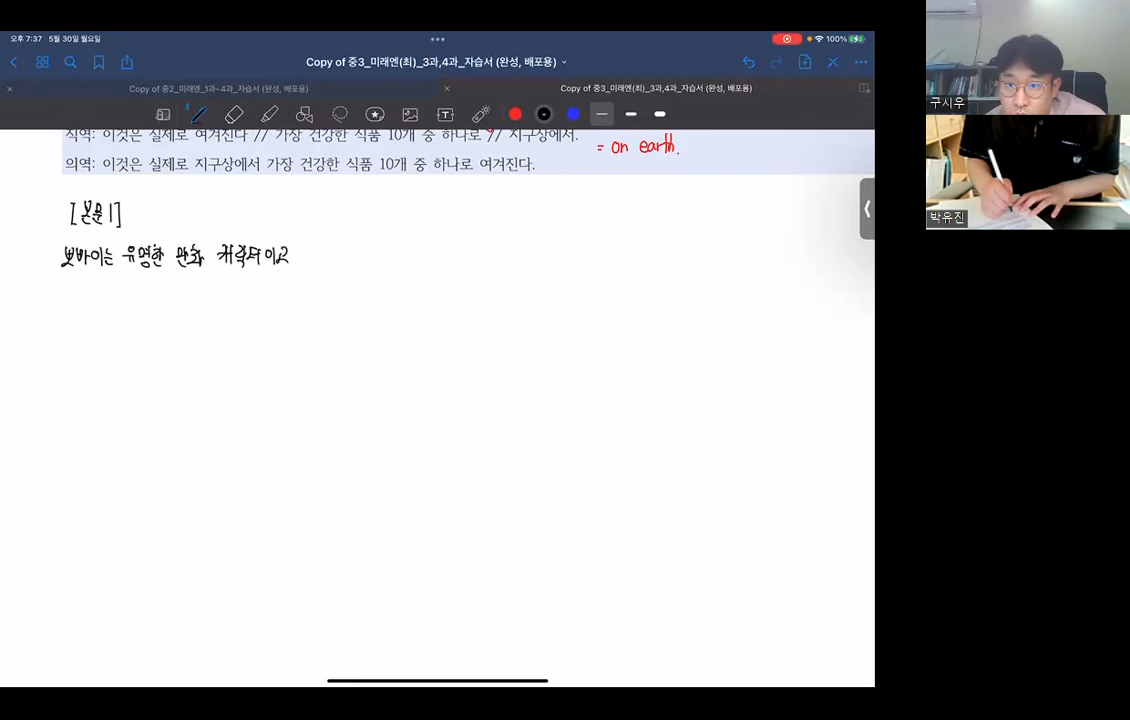 오후 7:37 5월 30일 월요일
100%
Copy of 중3_미래엔(최)_3과,4과_자습서 (완성, 배포용)
Copy of 중2_미래엔_1과~4과_자습서 (완성, 배포용)
Copy of 중3_미래엔(최)_3과,4과_자습서 (완성, 배포용)
직역: 이것은 실제로 여겨진다 // 가장 건강한 식품 10개 중 하나로 // 지구상에서.
= on earth.
의역: 이것은 실제로 지구상에서 가장 건강한 식품 10개 중 하나로 여겨진다.
[본문 1]
뽀빠이는 유명한 만화 캐릭터이고
구시우
박유진